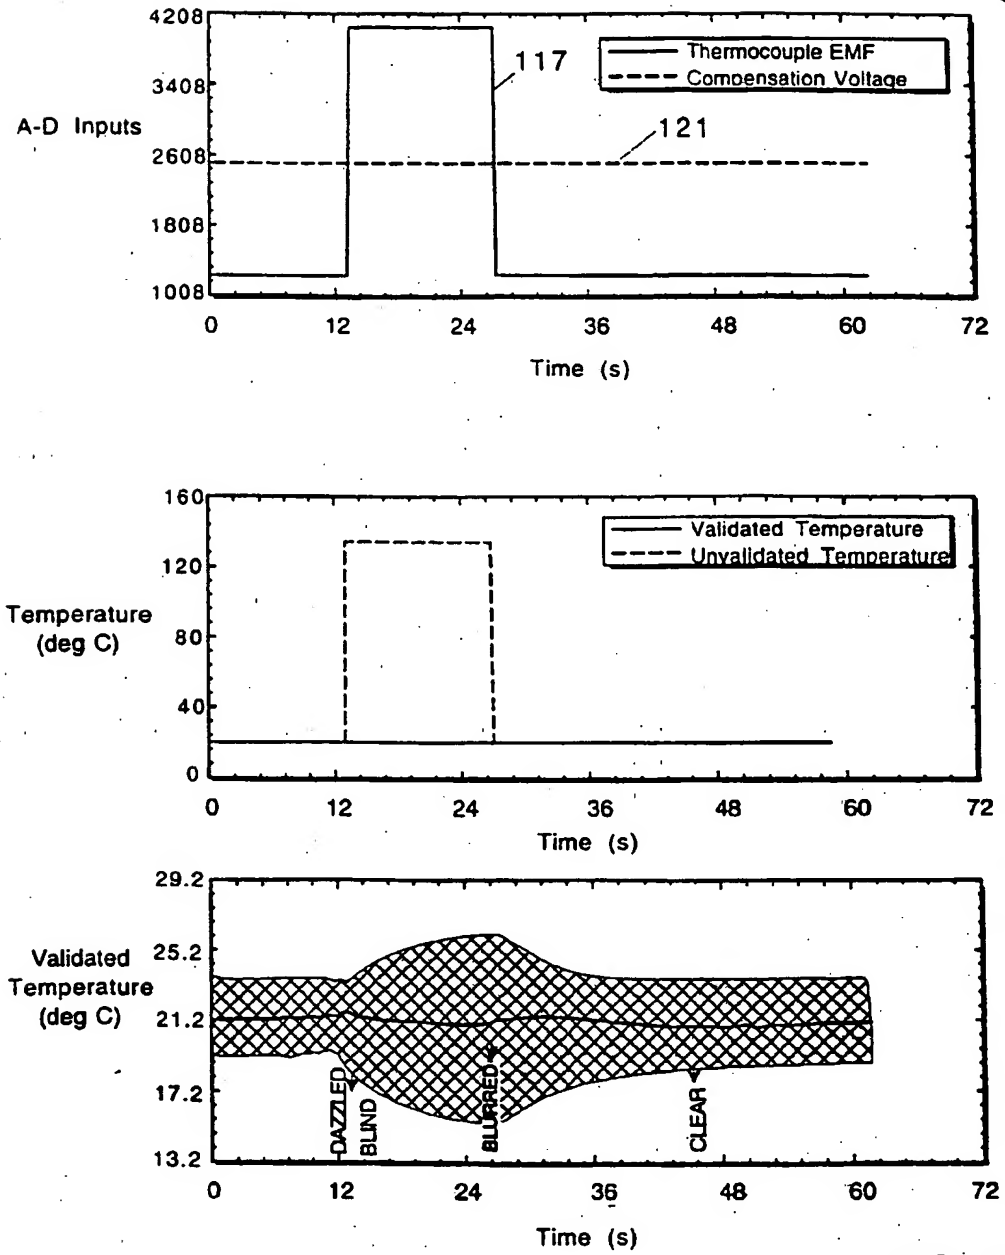 4208
3408
2608
1808
1008
A-D Inputs
Thermocouple EMF
Compensation Voltage
117
121
0 12 24 36 48 60 72
Time (s)
160
120
80
40
0
Temperature
(deg C)
Validated Temperature
Unvalidated Temperature
0 12 24 36 48 60 72
Time (s)
29.2
25.2
21.2
17.2
13.2
Validated
Temperature
(deg C)
DAZZLED
BLIND
BLURRED
CLEAR
0 12 24 36 48 60 72
Time (s)